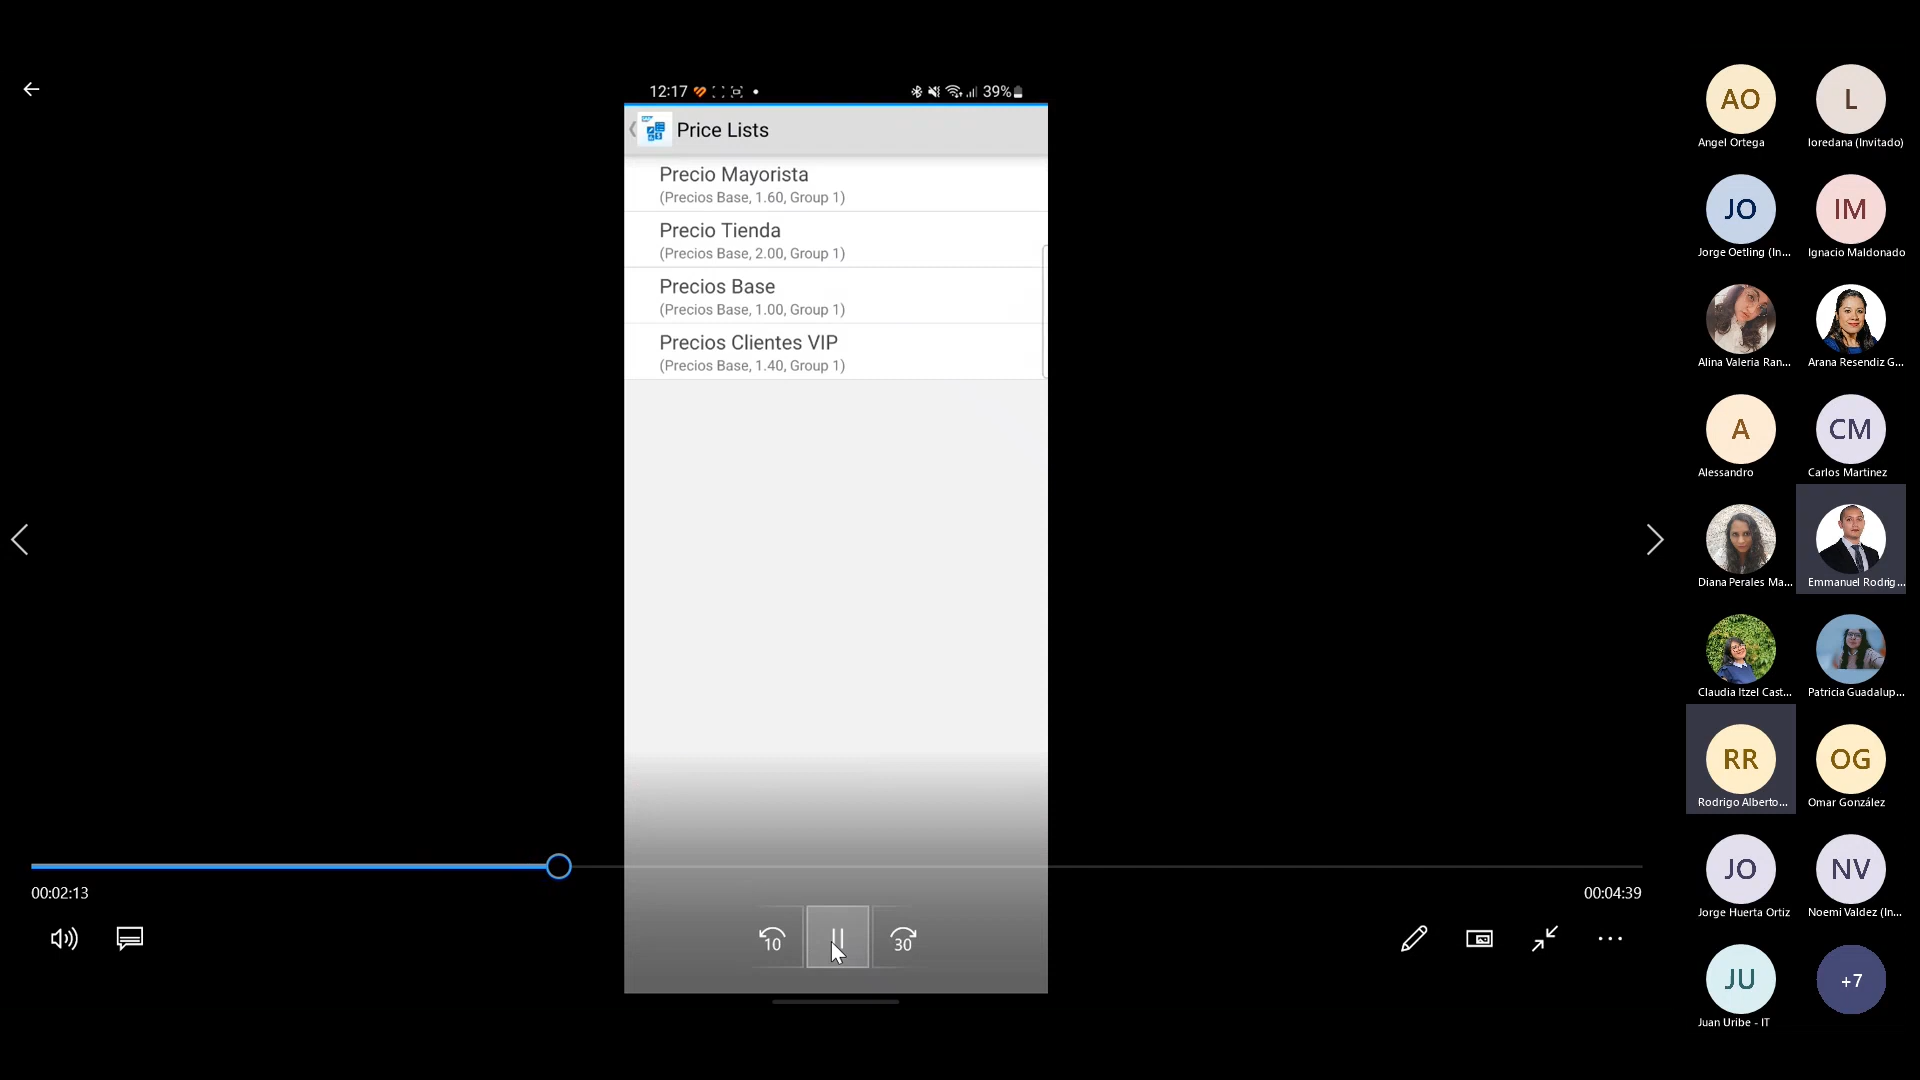 12:17
39%
SAP
Price Lists
Precio Mayorista
(Precios Base, 1.60, Group 1)
Precio Tienda
(Precios Base, 2.00, Group 1)
Precios Base
(Precios Base, 1.00, Group 1)
Precios Clientes VIP
(Precios Base, 1.40, Group 1)
00:02:13
00:04:39
10
30
AO
L
Angel Ortega
loredana (Invitado)
JO
IM
Jorge Oetling (In...
Ignacio Maldonado
Alina Valeria Ran...
Arana Resendiz G...
A
CM
Alessandro
Carlos Martinez
Diana Perales Ma...
Emmanuel Rodrig...
Claudia Itzel Cast...
Patricia Guadalup...
RR
OG
Rodrigo Alberto...
Omar González
JO
NV
Jorge Huerta Ortiz
Noemí Valdez (In...
JU
+7
Juan Uribe - IT